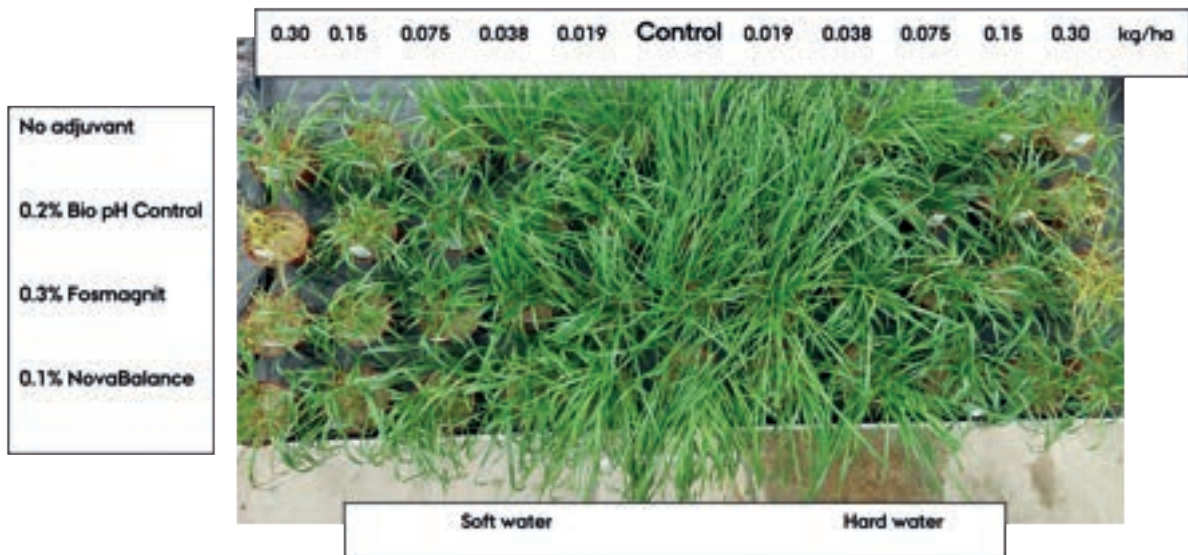 0.30 0.15 0.075 0.038 0.019 Control 0.019 0.038 0.075 0.15 0.30 kg/ha
No adjuvant
0.2% Bio pH Control
0.3% Fosmagnit
0.1% NovaBalance
Soft water Hard water